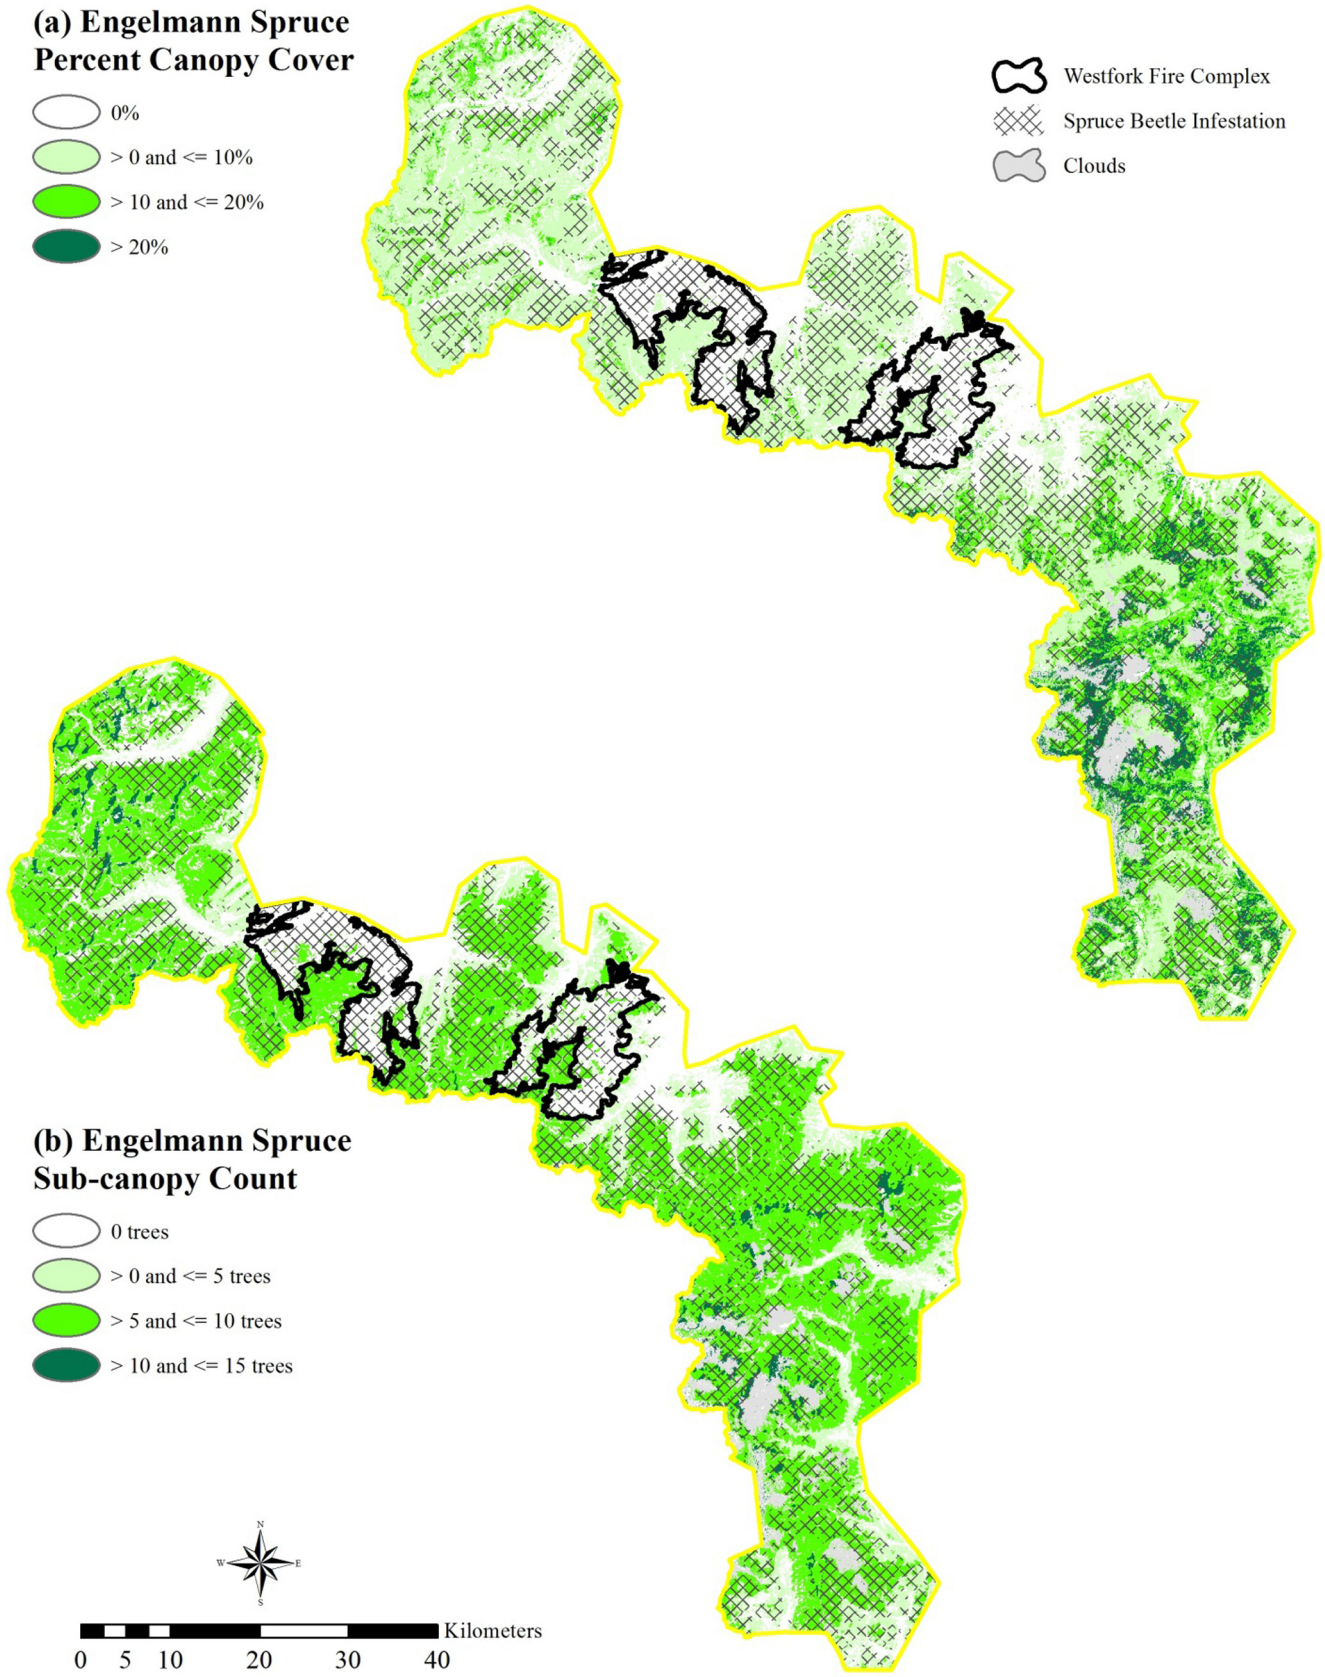 (a) Engelmann Spruce
Percent Canopy Cover
0%
> 0 and <= 10%
> 10 and <= 20%
> 20%
Westfork Fire Complex
Spruce Beetle Infestation
Clouds
(b) Engelmann Spruce
Sub-canopy Count
0 trees
> 0 and <= 5 trees
> 5 and <= 10 trees
> 10 and <= 15 trees
N
W E
S
Kilometers
0 5 10 20 30 40